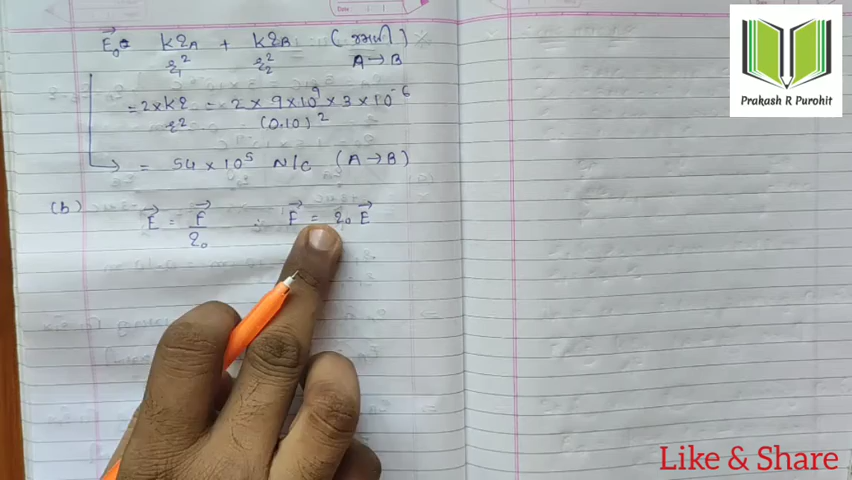 E⃗₀ = kq_A/r₁² + kq_B/r₂² (
A → B
= 2×kq/r² = 2 × 9 × 10⁹ × 3 × 10⁻⁶/(0.10)²
= 54 × 10⁵ N/C (A → B)
(b) E⃗ = F⃗/q₀ ∴ F⃗ = q₀ E⃗
Prakash R Purohit
Like & Share